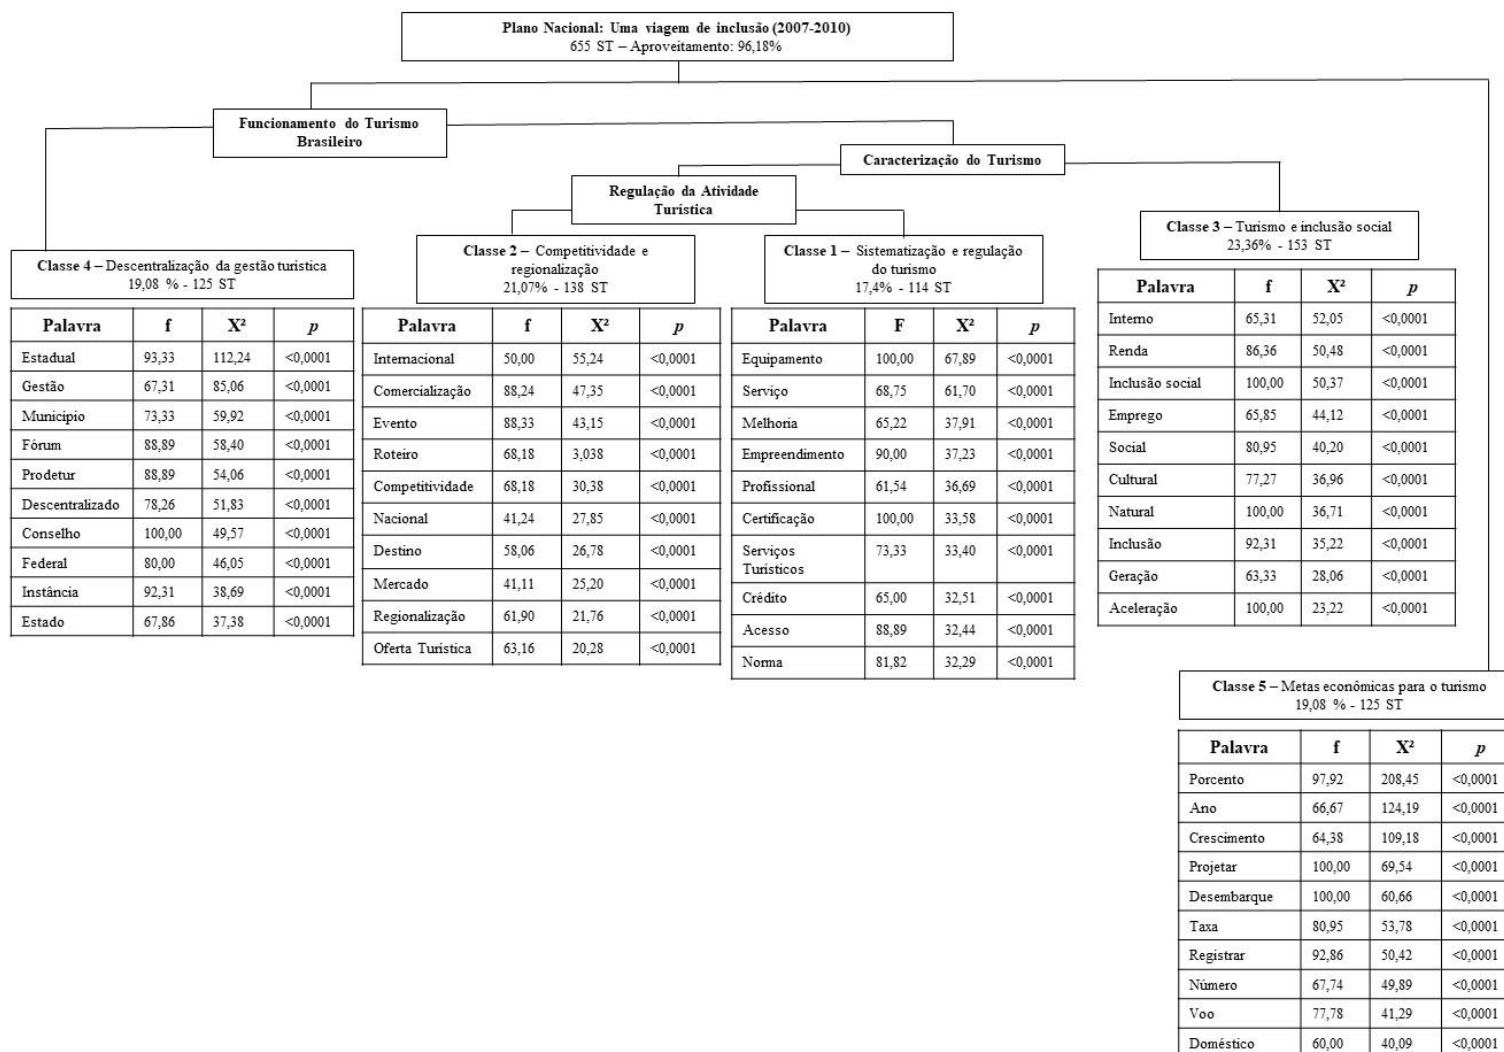 Plano Nacional: Uma viagem de inclusão (2007-2010)
655 ST – Aproveitamento: 96,18%
Funcionamento do Turismo
Brasileiro
Caracterização do Turismo
Regulação da Atividade
Turística
Classe 4 – Descentralização da gestão turistica
19,08 % - 125 ST
Palavra f X² p
Estadual 93,33 112,24 <0,0001
Gestão 67,31 85,06 <0,0001
Município 73,33 59,92 <0,0001
Fórum 88,89 58,40 <0,0001
Prodetur 88,89 54,06 <0,0001
Descentralizado 78,26 51,83 <0,0001
Conselho 100,00 49,57 <0,0001
Federal 80,00 46,05 <0,0001
Instância 92,31 38,69 <0,0001
Estado 67,86 37,38 <0,0001
Classe 2 – Competitividade e
regionalização
21,07% - 138 ST
Palavra f X² p
Internacional 50,00 55,24 <0,0001
Comercialização 88,24 47,35 <0,0001
Evento 88,33 43,15 <0,0001
Roteiro 68,18 3,038 <0,0001
Competitividade 68,18 30,38 <0,0001
Nacional 41,24 27,85 <0,0001
Destino 58,06 26,78 <0,0001
Mercado 41,11 25,20 <0,0001
Regionalização 61,90 21,76 <0,0001
Oferta Turística 63,16 20,28 <0,0001
Classe 1 – Sistematização e regulação
do turismo
17,4% - 114 ST
Palavra F X² p
Equipamento 100,00 67,89 <0,0001
Serviço 68,75 61,70 <0,0001
Melhoria 65,22 37,91 <0,0001
Empreendimento 90,00 37,23 <0,0001
Profissional 61,54 36,69 <0,0001
Certificação 100,00 33,58 <0,0001
Serviços
Turísticos 73,33 33,40 <0,0001
Crédito 65,00 32,51 <0,0001
Acesso 88,89 32,44 <0,0001
Norma 81,82 32,29 <0,0001
Classe 3 – Turismo e inclusão social
23,36% - 153 ST
Palavra f X² p
Interno 65,31 52,05 <0,0001
Renda 86,36 50,48 <0,0001
Inclusão social 100,00 50,37 <0,0001
Emprego 65,85 44,12 <0,0001
Social 80,95 40,20 <0,0001
Cultural 77,27 36,96 <0,0001
Natural 100,00 36,71 <0,0001
Inclusão 92,31 35,22 <0,0001
Geração 63,33 28,06 <0,0001
Aceleração 100,00 23,22 <0,0001
Classe 5 – Metas econômicas para o turismo
19,08 % - 125 ST
Palavra f X² p
Porcento 97,92 208,45 <0,0001
Ano 66,67 124,19 <0,0001
Crescimento 64,38 109,18 <0,0001
Projetar 100,00 69,54 <0,0001
Desembarque 100,00 60,66 <0,0001
Taxa 80,95 53,78 <0,0001
Registrar 92,86 50,42 <0,0001
Número 67,74 49,89 <0,0001
Voo 77,78 41,29 <0,0001
Doméstico 60,00 40,09 <0,0001